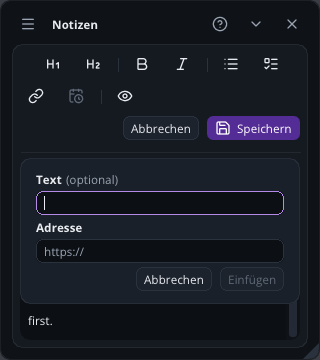 Notizen
H1 H2 B I
Abbrechen Speichern
Text (optional)
Adresse
https://
Abbrechen Einfügen
first.